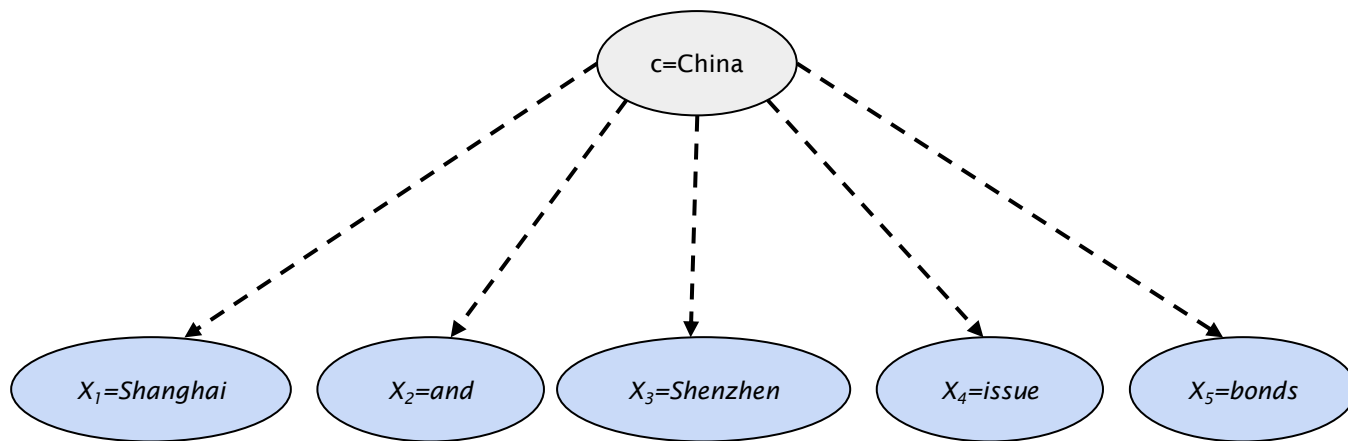 c=China
X₁=Shanghai
X₂=and
X₃=Shenzhen
X₄=issue
X₅=bonds